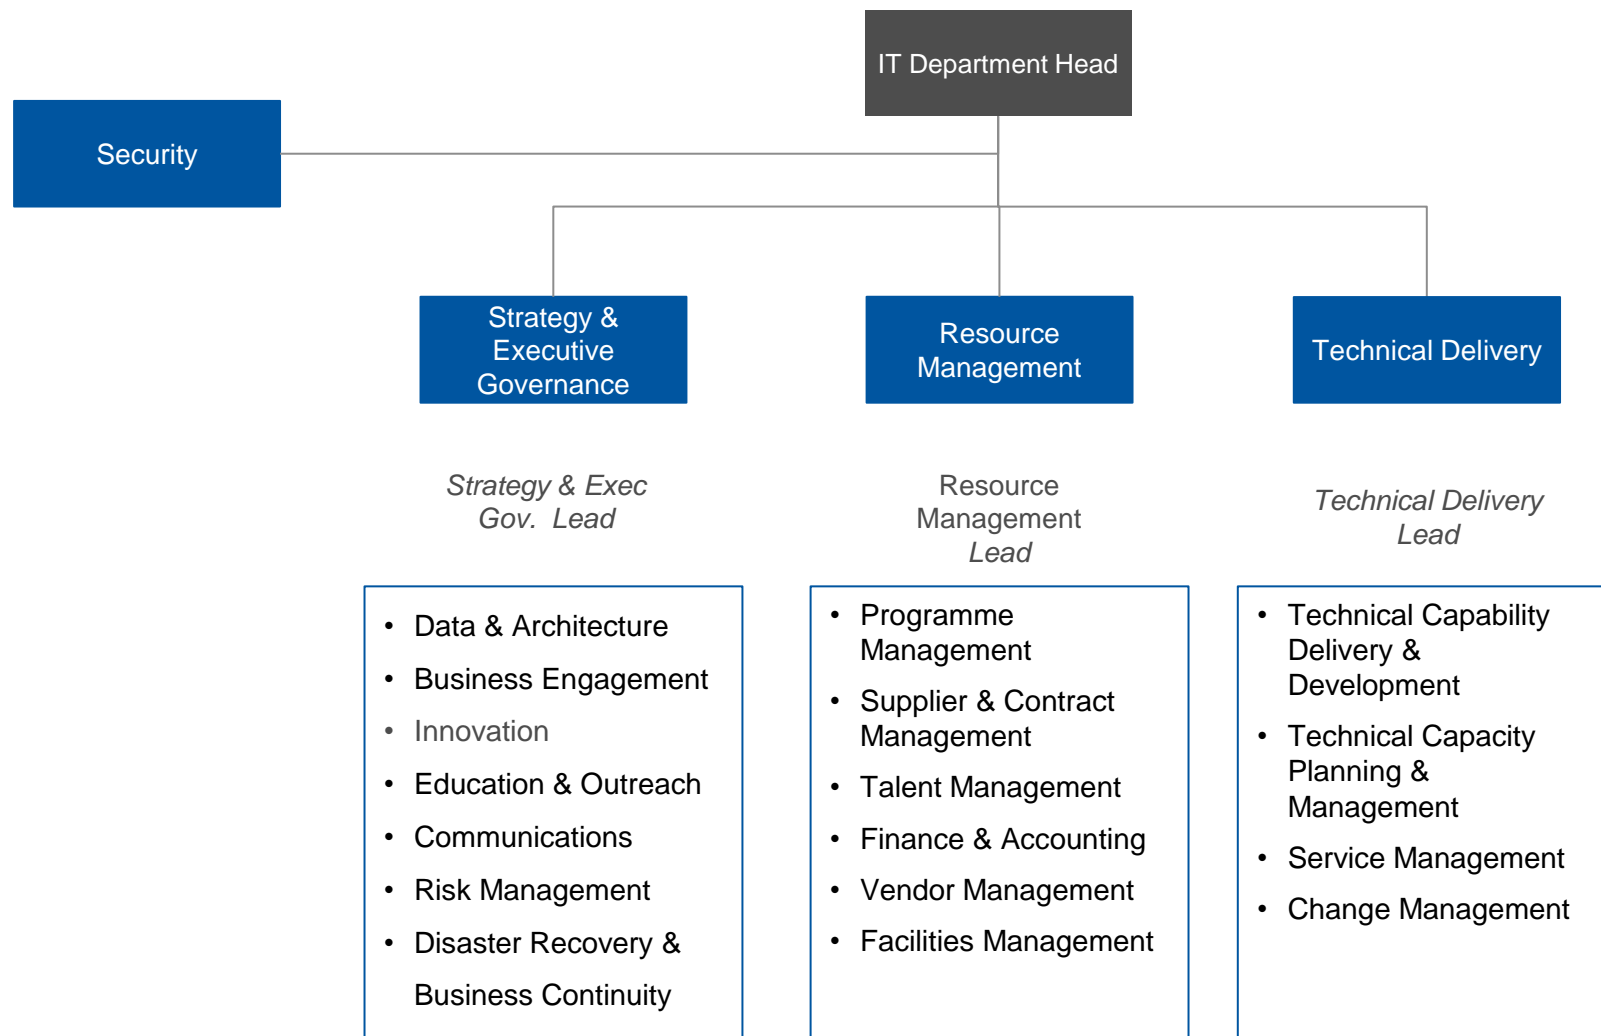 IT Department Head
Security
Strategy &
Executive
Governance
Resource
Management
Technical Delivery
Strategy & Exec
Gov. Lead
Resource
Management
Lead
Technical Delivery
Lead
• Data & Architecture
• Business Engagement
• Innovation
• Education & Outreach
• Communications
• Risk Management
• Disaster Recovery &
Business Continuity
• Programme
Management
• Supplier & Contract
Management
• Talent Management
• Finance & Accounting
• Vendor Management
• Facilities Management
• Technical Capability
Delivery &
Development
• Technical Capacity
Planning &
Management
• Service Management
• Change Management